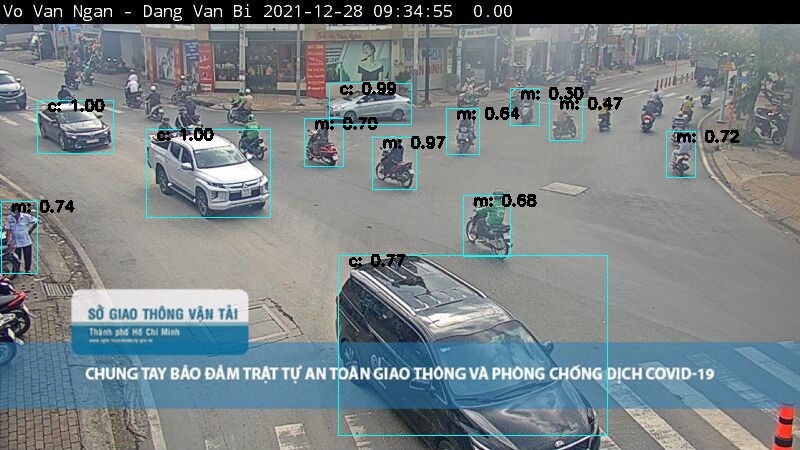 Vo Van Ngan - Dang Van Bi 2021-12-28 09:34:55  0.00
c: 0.99
c: 1.00
m: 0.30
m: 0.47
m: 0.64
m: 0.70
c: 1.00
m: 0.72
m: 0.97
m: 0.74
m: 0.68
c: 0.77
SỞ GIAO THÔNG VẬN TẢI
Thành phố Hồ Chí Minh
CHUNG TAY BẢO ĐẢM TRẬT TỰ AN TOÀN GIAO THÔNG VÀ PHÒNG CHỐNG DỊCH COVID-19